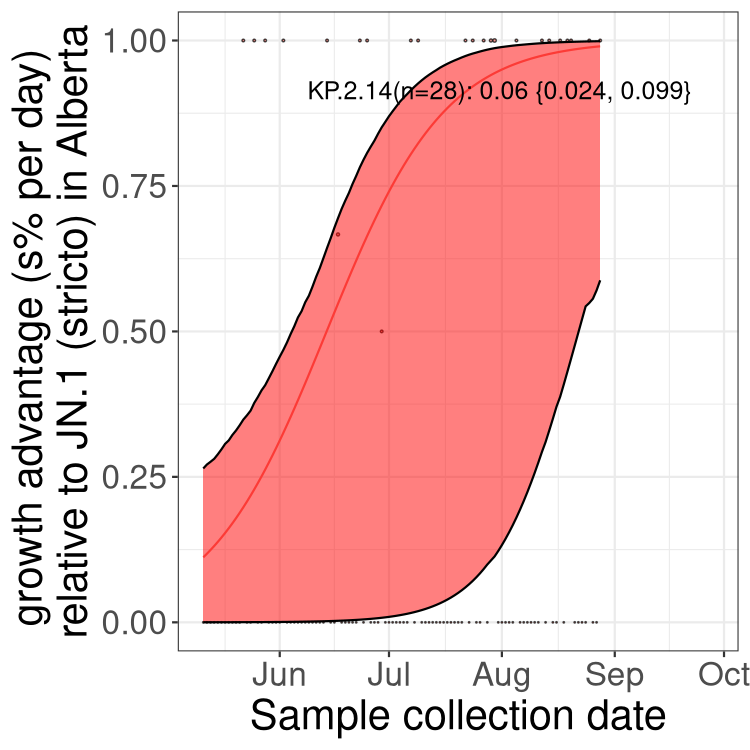 growth advantage (s% per day)
relative to JN.1 (stricto) in Alberta
1.00
0.75
0.50
0.25
0.00
KP.2.14(n=28): 0.06 {0.024, 0.099}
Jun Jul Aug Sep Oct
Sample collection date